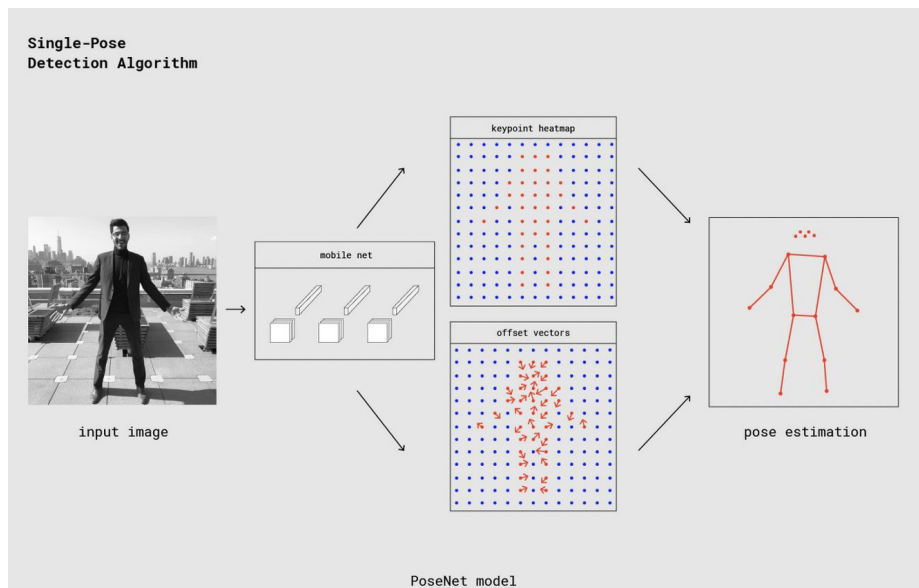 Single-Pose
Detection Algorithm
keypoint heatmap
mobile net
offset vectors
input image
pose estimation
PoseNet model